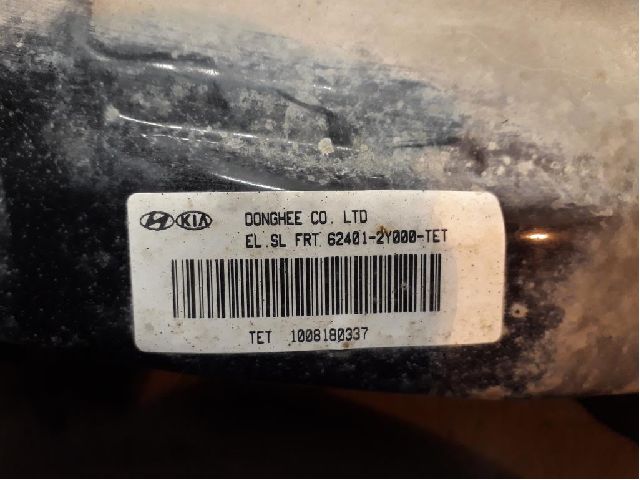 KIA
DONGHEE CO. LTD
EL.SL FRT 62401-2Y000-TET
TET 1008180337